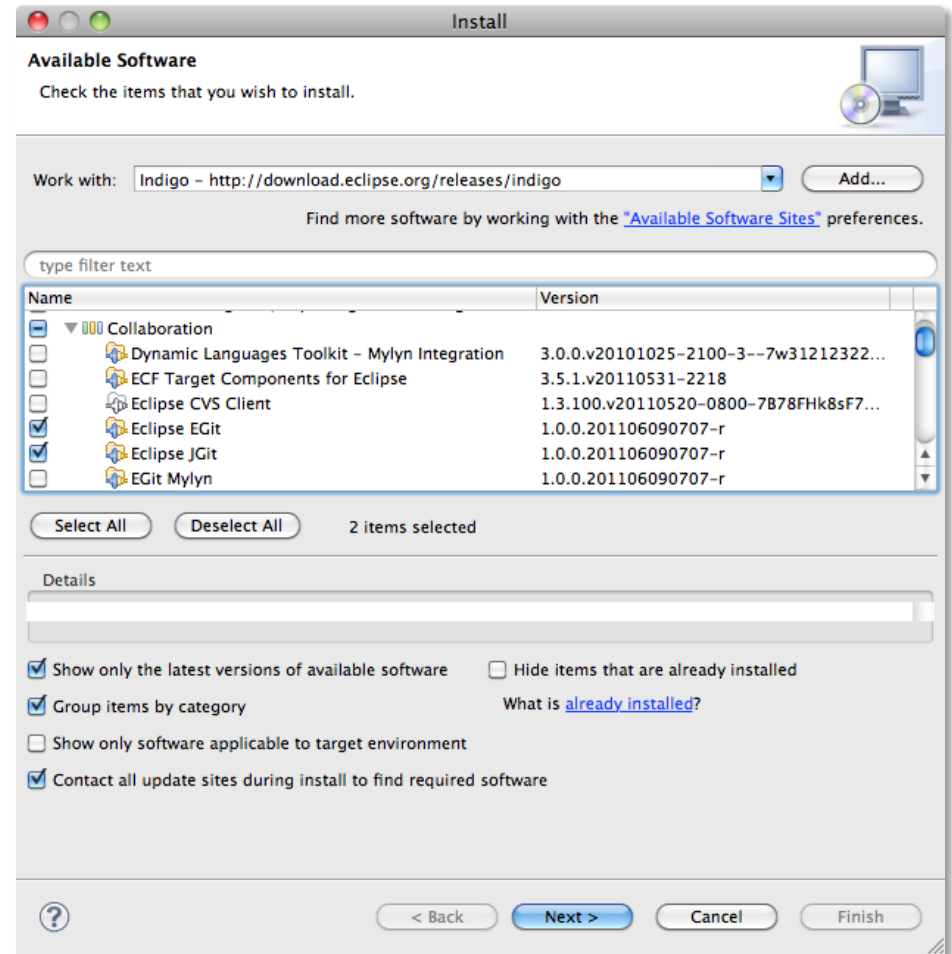 Install
Available Software
Check the items that you wish to install.
Work with: Indigo - http://download.eclipse.org/releases/indigo Add...
Find more software by working with the "Available Software Sites" preferences.
type filter text
Name Version
Collaboration
Dynamic Languages Toolkit - Mylyn Integration 3.0.0.v20101025-2100-3--7w31212322...
ECF Target Components for Eclipse 3.5.1.v20110531-2218
Eclipse CVS Client 1.3.100.v20110520-0800-7B78FHk8sF7...
Eclipse EGit 1.0.0.201106090707-r
Eclipse JGit 1.0.0.201106090707-r
EGit Mylyn 1.0.0.201106090707-r
Select All Deselect All 2 items selected
Details
Show only the latest versions of available software Hide items that are already installed
Group items by category What is already installed?
Show only software applicable to target environment
Contact all update sites during install to find required software
? < Back Next > Cancel Finish